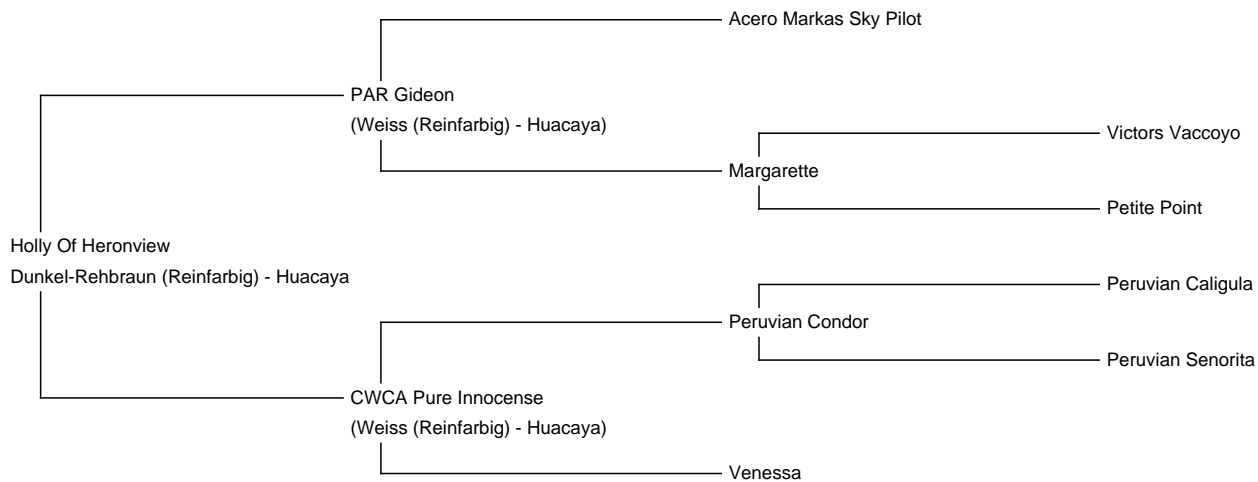 Acero Markas Sky Pilot
PAR Gideon
(Weiss (Reinfarbig) - Huacaya)
Victors Vaccoyo
Margarette
Petite Point
Holly Of Heronview
Dunkel-Rehbraun (Reinfarbig) - Huacaya
Peruvian Caligula
Peruvian Condor
Peruvian Senorita
CWCA Pure Innocense
(Weiss (Reinfarbig) - Huacaya)
Venessa